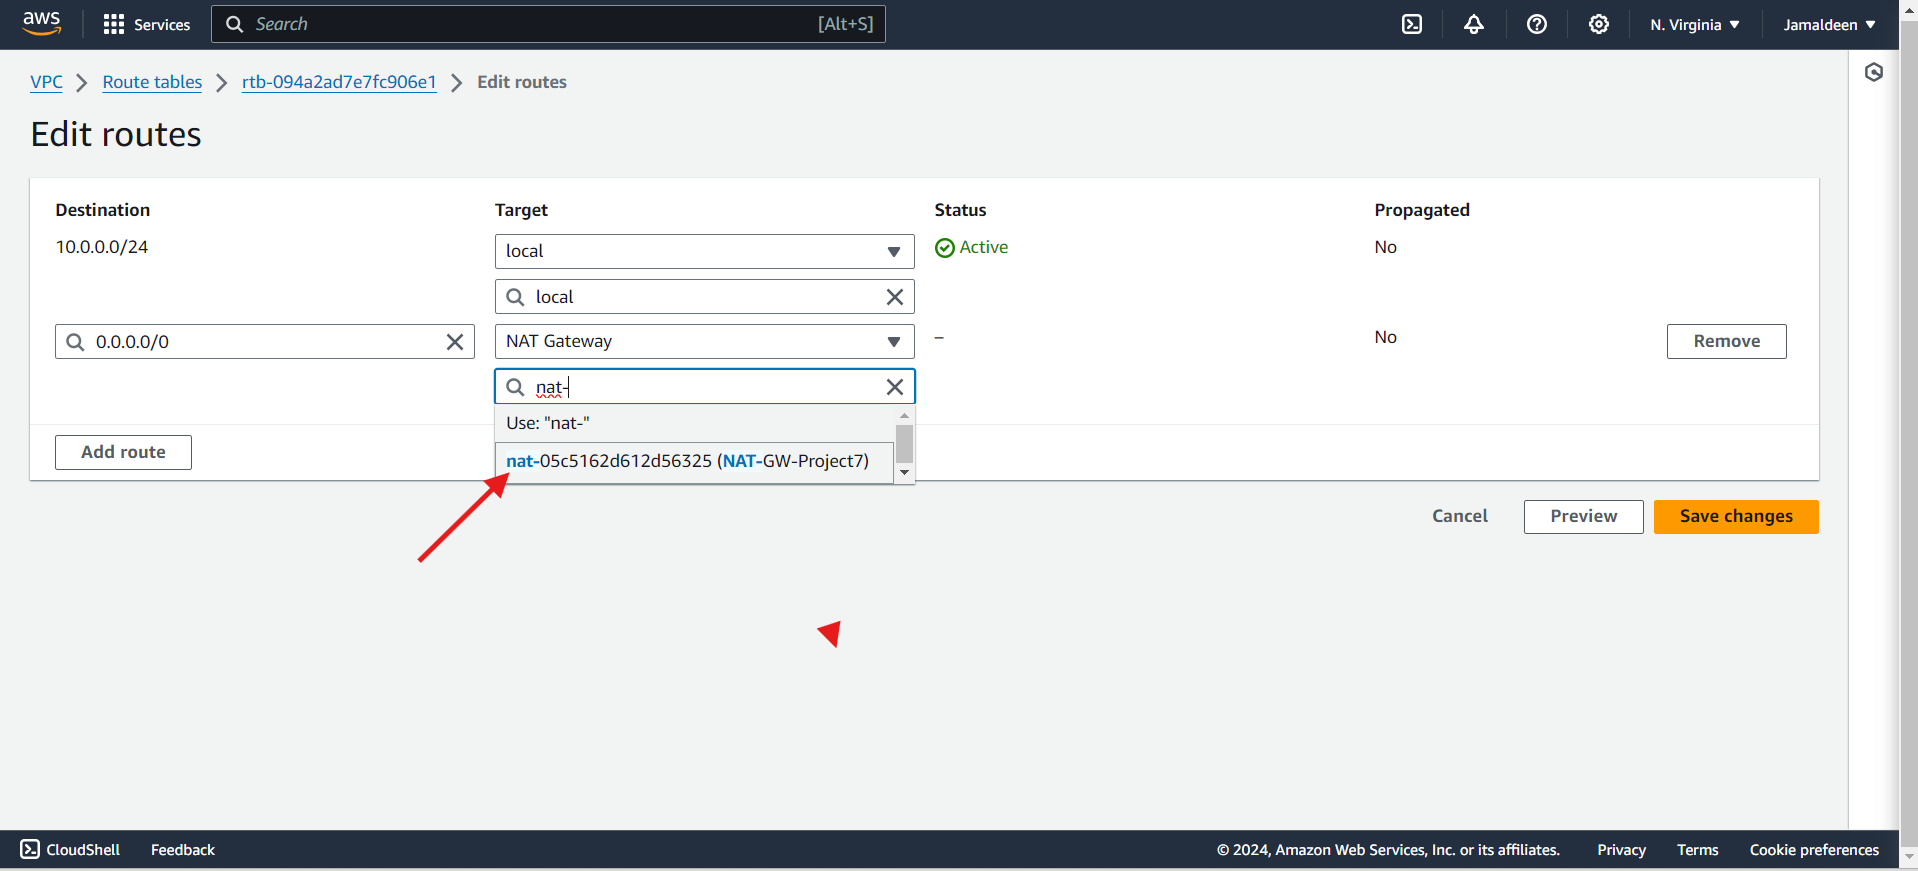 aws Services Search [Alt+S] N. Virginia Jamaldeen
VPC Route tables rtb-094a2ad7e7fc906e1 Edit routes
Edit routes
Destination Target Status Propagated
10.0.0.0/24 local Active No
local
0.0.0.0/0 NAT Gateway – No Remove
nat-
Use: "nat-"
Add route nat-05c5162d612d56325 (NAT-GW-Project7)
Cancel Preview Save changes
CloudShell Feedback © 2024, Amazon Web Services, Inc. or its affiliates. Privacy Terms Cookie preferences